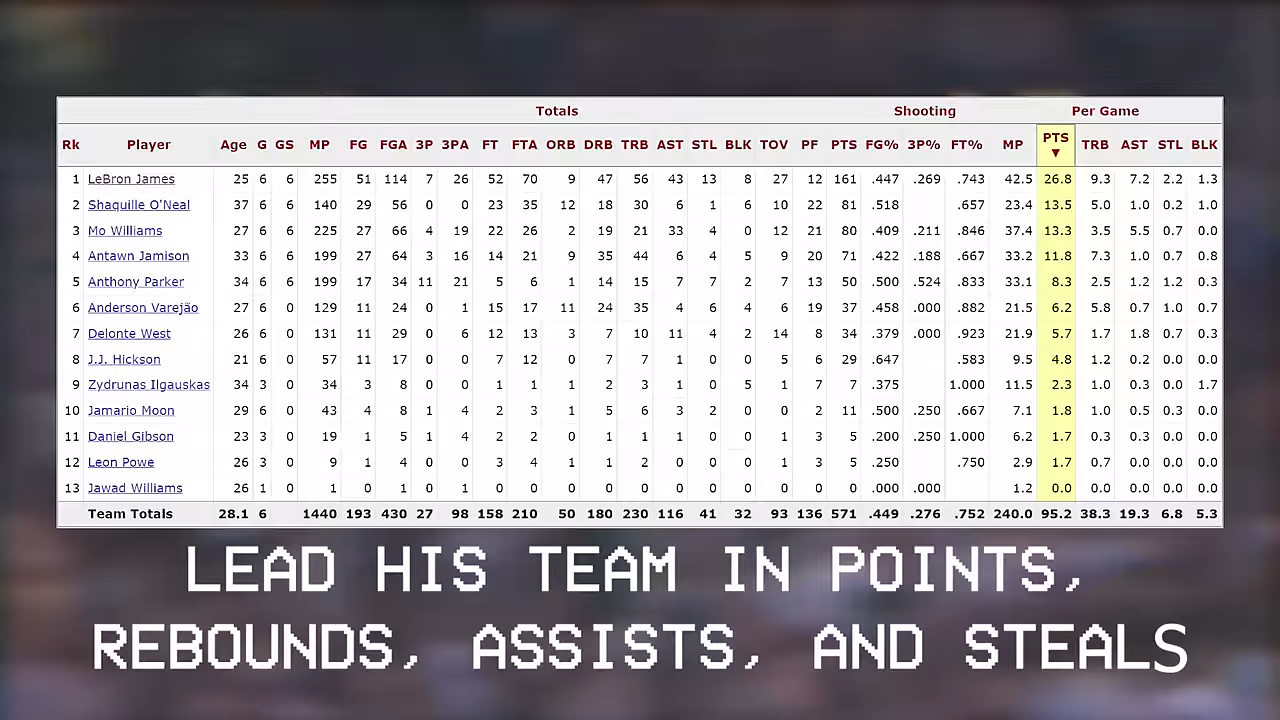 Totals Shooting Per Game
Rk Player Age G GS MP FG FGA 3P 3PA FT FTA ORB DRB TRB AST STL BLK TOV PF PTS FG% 3P% FT% MP PTS ▼ TRB AST STL BLK
1 LeBron James 25 6 6 255 51 114 7 26 52 70 9 47 56 43 13 8 27 12 161 .447 .269 .743 42.5 26.8 9.3 7.2 2.2 1.3
2 Shaquille O'Neal 37 6 6 140 29 56 0 0 23 35 12 18 30 6 1 6 10 22 81 .518 .657 23.4 13.5 5.0 1.0 0.2 1.0
3 Mo Williams 27 6 6 225 27 66 4 19 22 26 2 19 21 33 4 0 12 21 80 .409 .211 .846 37.4 13.3 3.5 5.5 0.7 0.0
4 Antawn Jamison 33 6 6 199 27 64 3 16 14 21 9 35 44 6 4 5 9 20 71 .422 .188 .667 33.2 11.8 7.3 1.0 0.7 0.8
5 Anthony Parker 34 6 6 199 17 34 11 21 5 6 1 14 15 7 7 2 7 13 50 .500 .524 .833 33.1 8.3 2.5 1.2 1.2 0.3
6 Anderson Varejão 27 6 0 129 11 24 0 1 15 17 11 24 35 4 6 4 6 19 37 .458 .000 .882 21.5 6.2 5.8 0.7 1.0 0.7
7 Delonte West 26 6 0 131 11 29 0 6 12 13 3 7 10 11 4 2 14 8 34 .379 .000 .923 21.9 5.7 1.7 1.8 0.7 0.3
8 J.J. Hickson 21 6 0 57 11 17 0 0 7 12 0 7 7 1 0 0 5 6 29 .647 .583 9.5 4.8 1.2 0.2 0.0 0.0
9 Zydrunas Ilgauskas 34 3 0 34 3 8 0 0 1 1 1 2 3 1 0 5 1 7 7 .375 1.000 11.5 2.3 1.0 0.3 0.0 1.7
10 Jamario Moon 29 6 0 43 4 8 1 4 2 3 1 5 6 3 2 0 0 2 11 .500 .250 .667 7.1 1.8 1.0 0.5 0.3 0.0
11 Daniel Gibson 23 3 0 19 1 5 1 4 2 2 0 1 1 1 0 0 1 3 5 .200 .250 1.000 6.2 1.7 0.3 0.3 0.0 0.0
12 Leon Powe 26 3 0 9 1 4 0 0 3 4 1 1 2 0 0 0 1 3 5 .250 .750 2.9 1.7 0.7 0.0 0.0 0.0
13 Jawad Williams 26 1 0 1 0 1 0 1 0 0 0 0 0 0 0 0 0 0 0 .000 .000 1.2 0.0 0.0 0.0 0.0 0.0
Team Totals 28.1 6 1440 193 430 27 98 158 210 50 180 230 116 41 32 93 136 571 .449 .276 .752 240.0 95.2 38.3 19.3 6.8 5.3
LEAD HIS TEAM IN POINTS,
REBOUNDS, ASSISTS, AND STEALS